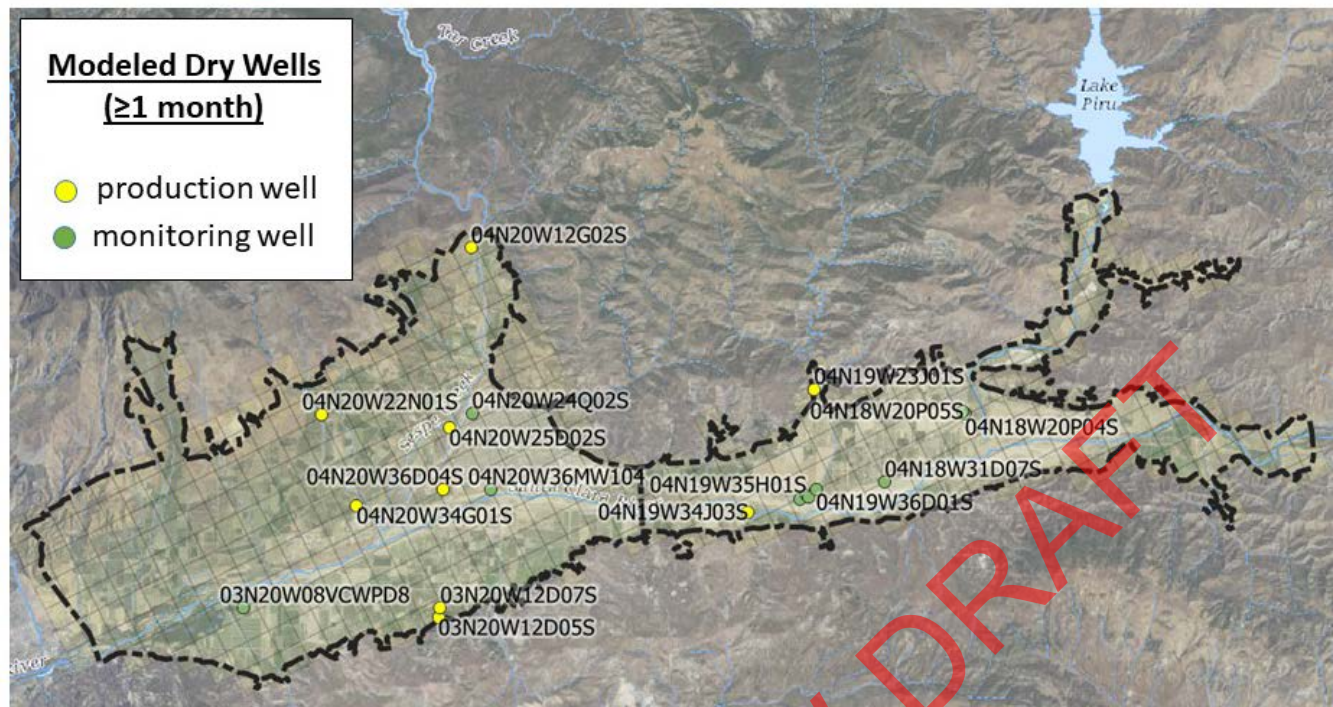 Modeled Dry Wells
(≥1 month)
production well
monitoring well
Tar Creek
Lake
Piru
04N20W12G02S
04N19W23J01S
04N20W22N01S
04N20W24Q02S
04N18W20P05S
04N18W20P04S
04N20W25D02S
04N20W36D04S
04N20W36MW104
04N19W35H01S
04N18W31D07S
04N20W34G01S
04N19W34J03S
04N19W36D01S
03N20W08VCWPD8
03N20W12D07S
03N20W12D05S
River
DRAFT